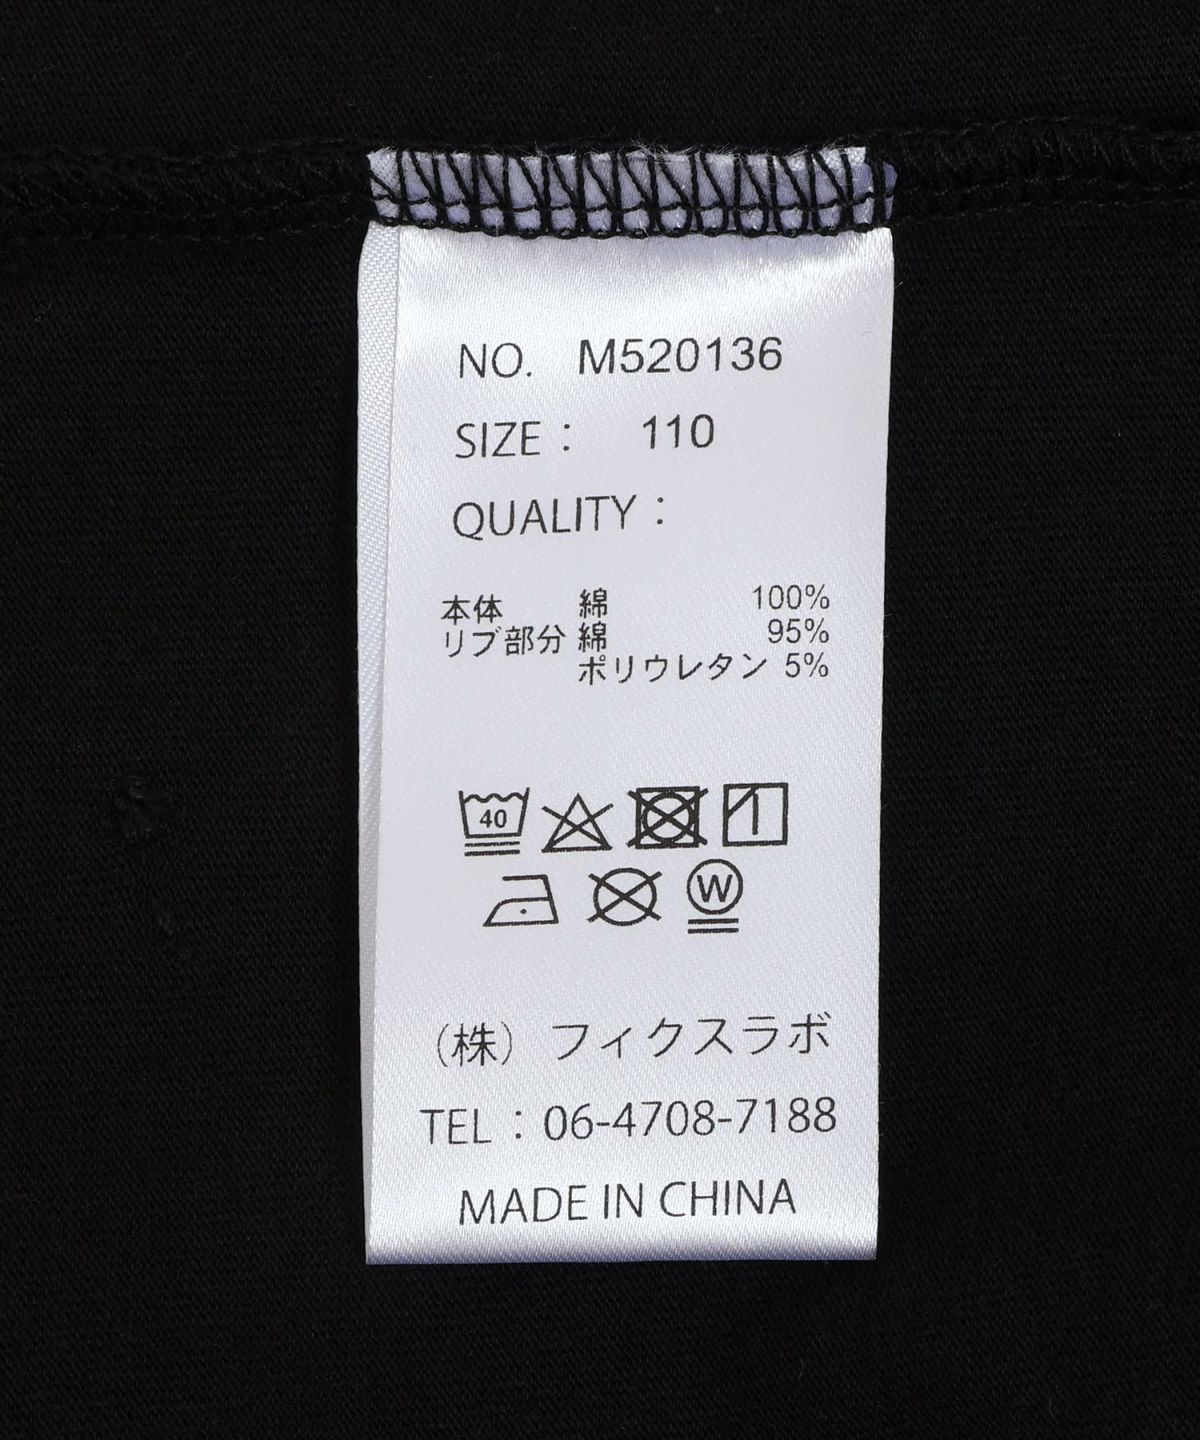 NO. M520136
SIZE： 110
QUALITY：
本体 綿 100%
リブ部分 綿 95%
ポリウレタン 5%
40
W
（株） フィクスラボ
TEL：06-4708-7188
MADE IN CHINA